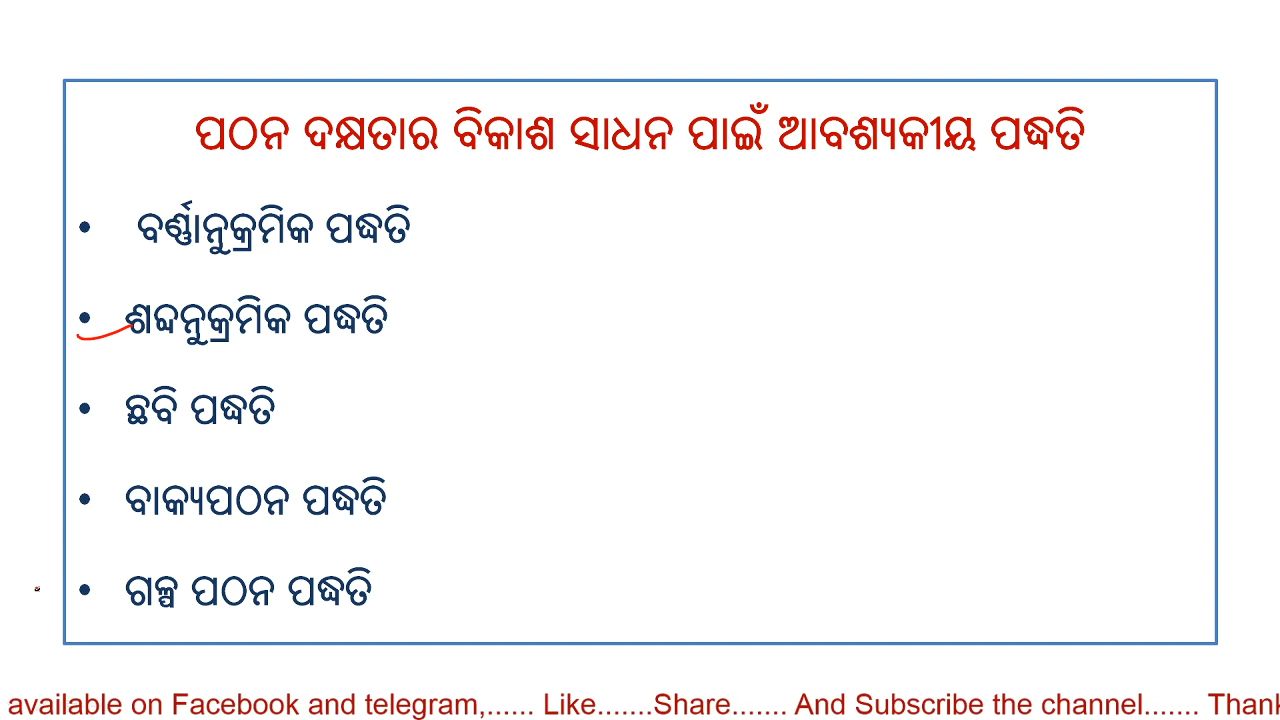 ପଠନ ଦକ୍ଷତାର ବିକାଶ ସାଧନ ପାଇଁ ଆବଶ୍ୟକୀୟ ପଦ୍ଧତି
• ବର୍ଣ୍ଣାନୁକ୍ରମିକ ପଦ୍ଧତି
• ଶବ୍ଦନୁକ୍ରମିକ ପଦ୍ଧତି
• ଛବି ପଦ୍ଧତି
• ବାକ୍ୟପଠନ ପଦ୍ଧତି
• ଗଳ୍ପ ପଠନ ପଦ୍ଧତି
available on Facebook and telegram,...... Like.......Share....... And Subscribe the channel....... Thank